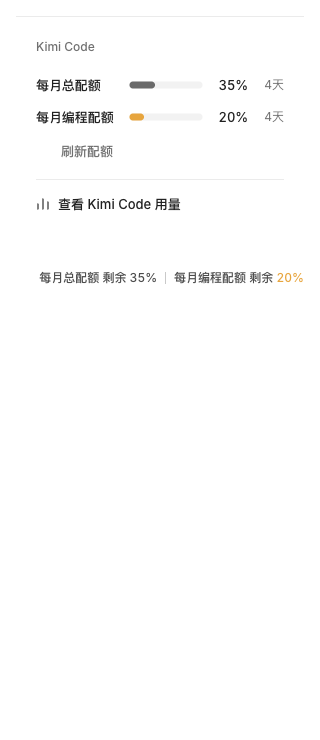 Kimi Code
每月总配额 35% 4天
每月编程配额 20% 4天
刷新配额
查看 Kimi Code 用量
每月总配额 剩余 35% | 每月编程配额 剩余 20%